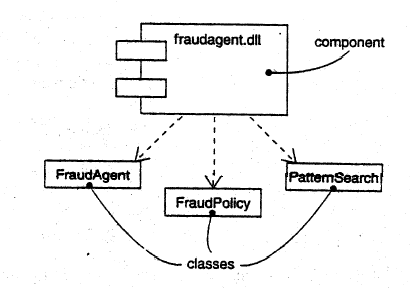 fraudagent.dll
component
FraudAgent
FraudPolicy
PatternSearch
classes